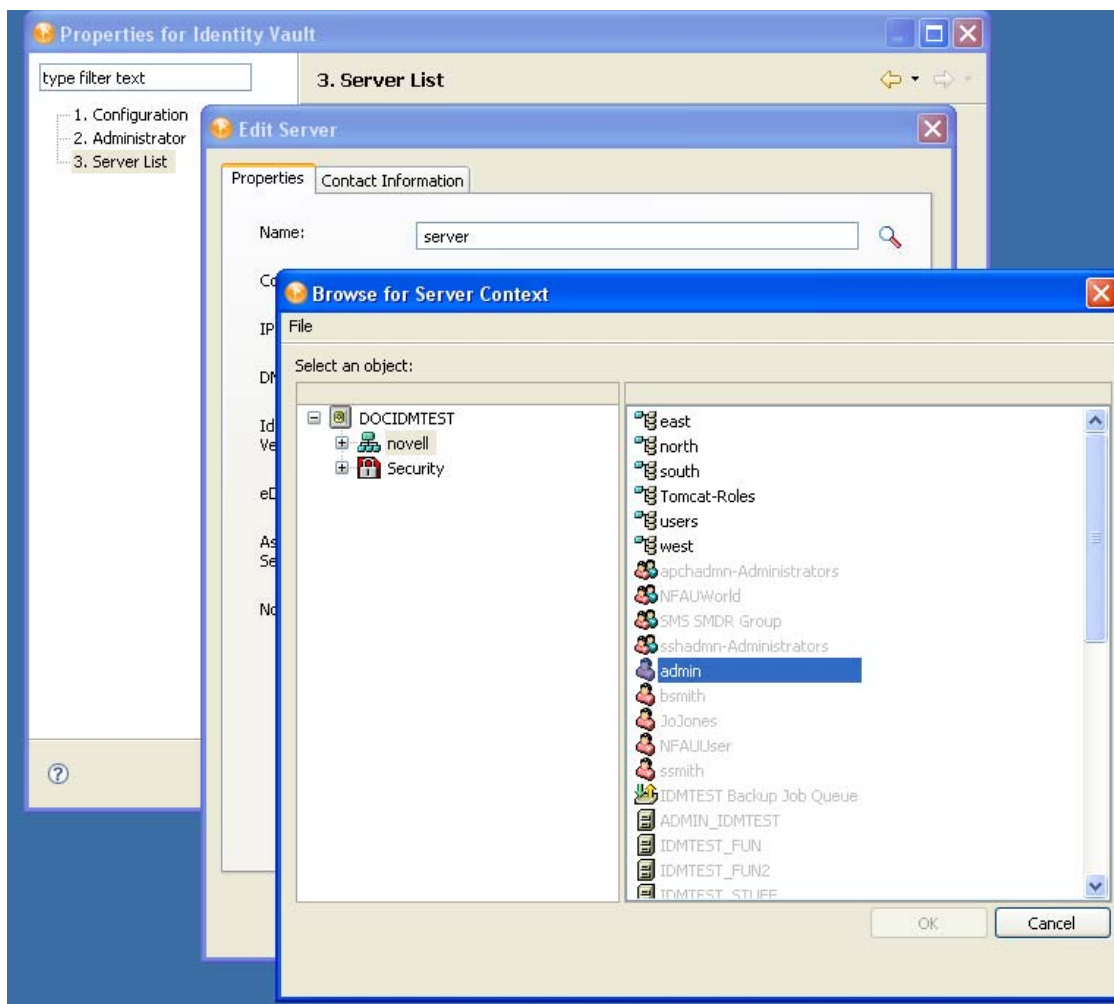 Properties for Identity Vault
type filter text
3. Server List
1. Configuration
2. Administrator
3. Server List
Edit Server
Properties
Contact Information
Name:
server
Browse for Server Context
IP
File
Select an object:
DOCIDMTEST
novell
Security
east
north
south
Tomcat-Roles
users
west
apchadmn-Administrators
NFAUWorld
SMS SMDR Group
sshadmn-Administrators
admin
bsmith
JoJones
NFAUUser
ssmith
IDMTEST Backup Job Queue
ADMIN_IDMTEST
IDMTEST_FUN
IDMTEST_FUN2
IDMTEST_STUFF
OK
Cancel